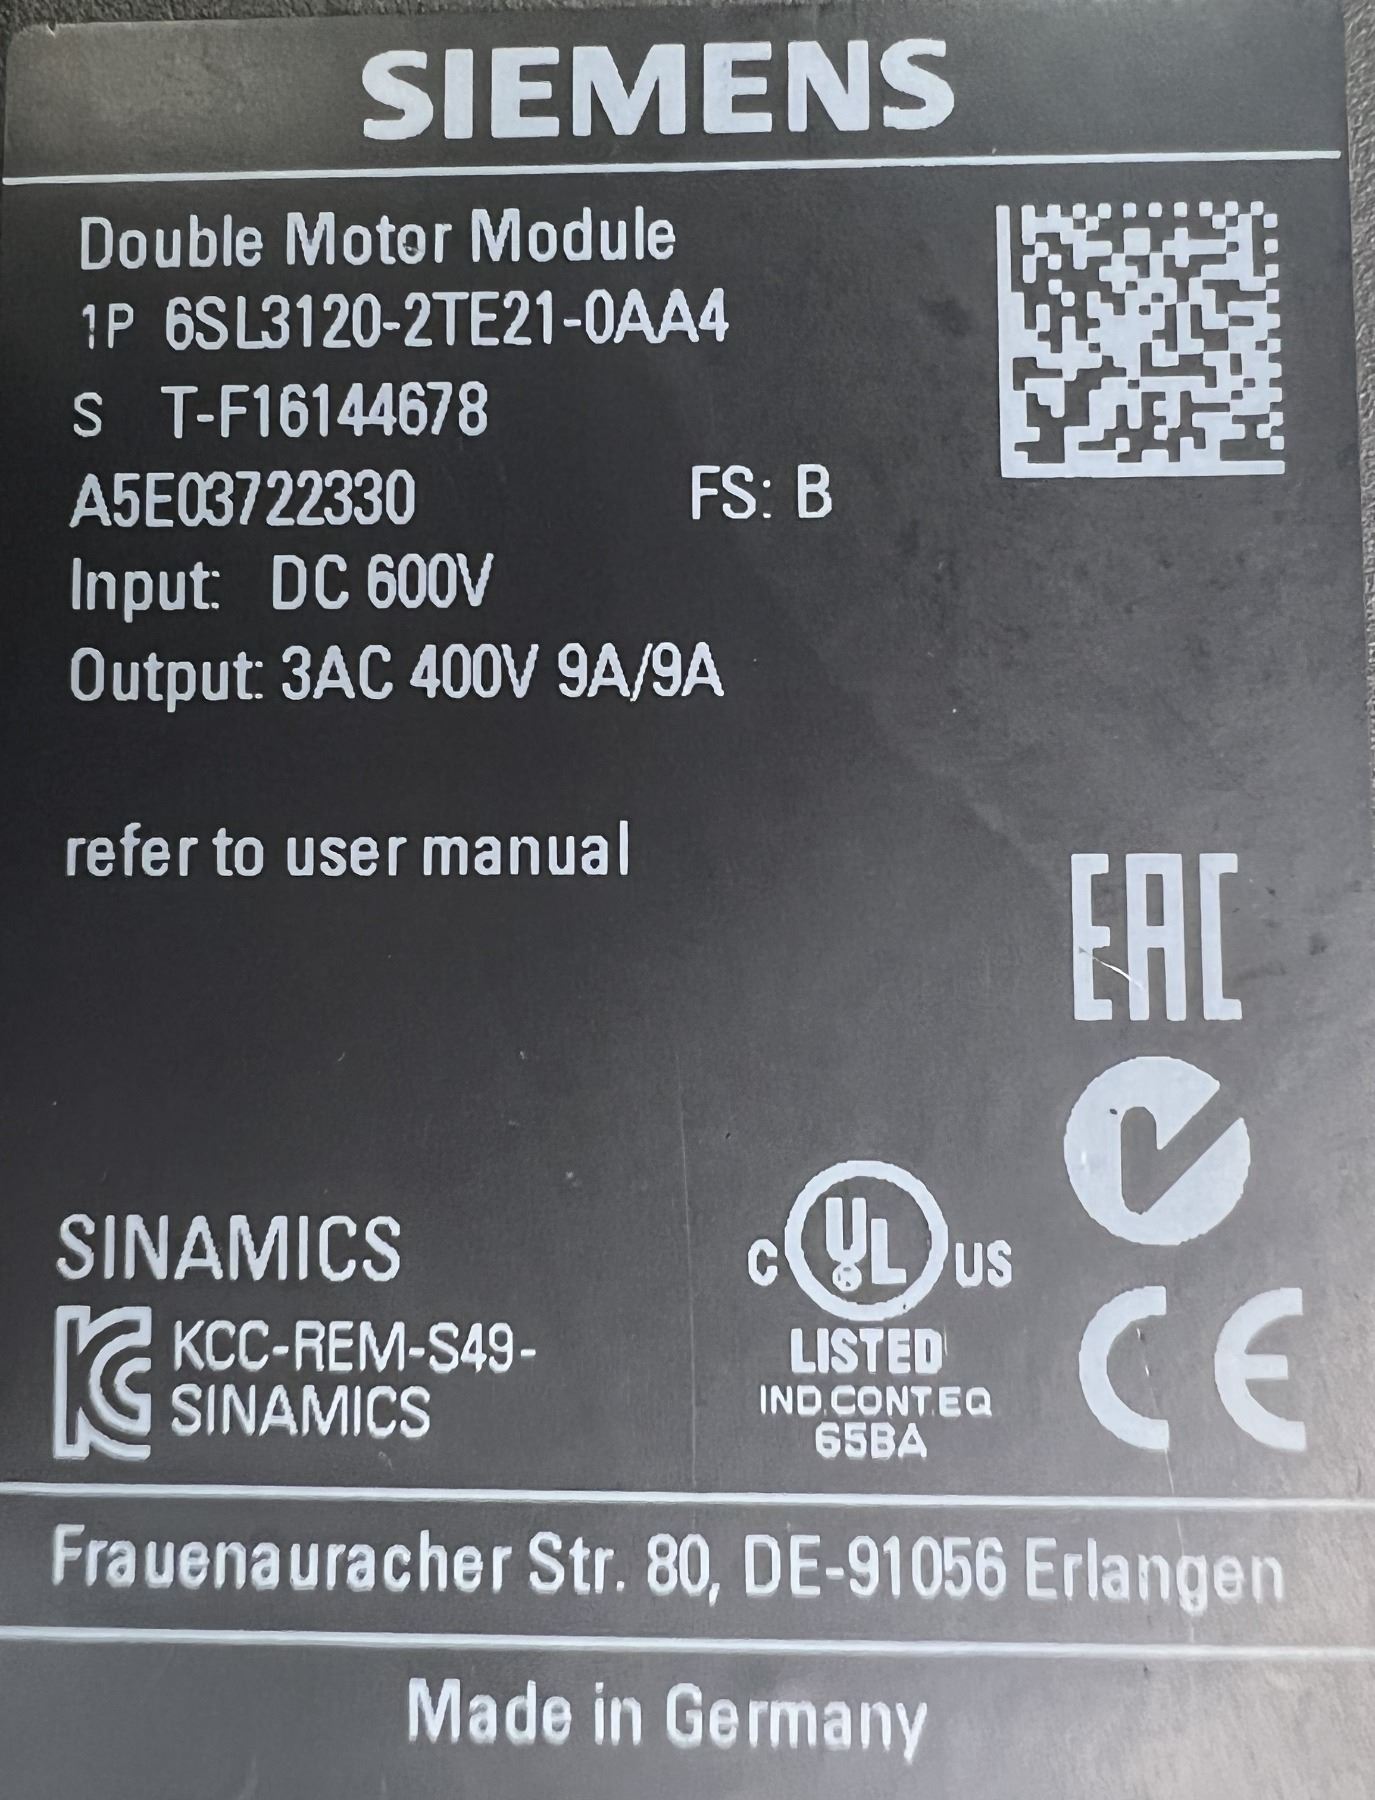 SIEMENS
Double Motor Module
1P 6SL3120-2TE21-0AA4
S T-F16144678
A5E03722330 FS: B
Input: DC 600V
Output: 3AC 400V 9A/9A
refer to user manual
EAC
SINAMICS
C UL US
LISTED
IND.CONT.EQ
65BA
KCC-REM-S49-
SINAMICS
CE
Frauenauracher Str. 80, DE-91056 Erlangen
Made in Germany